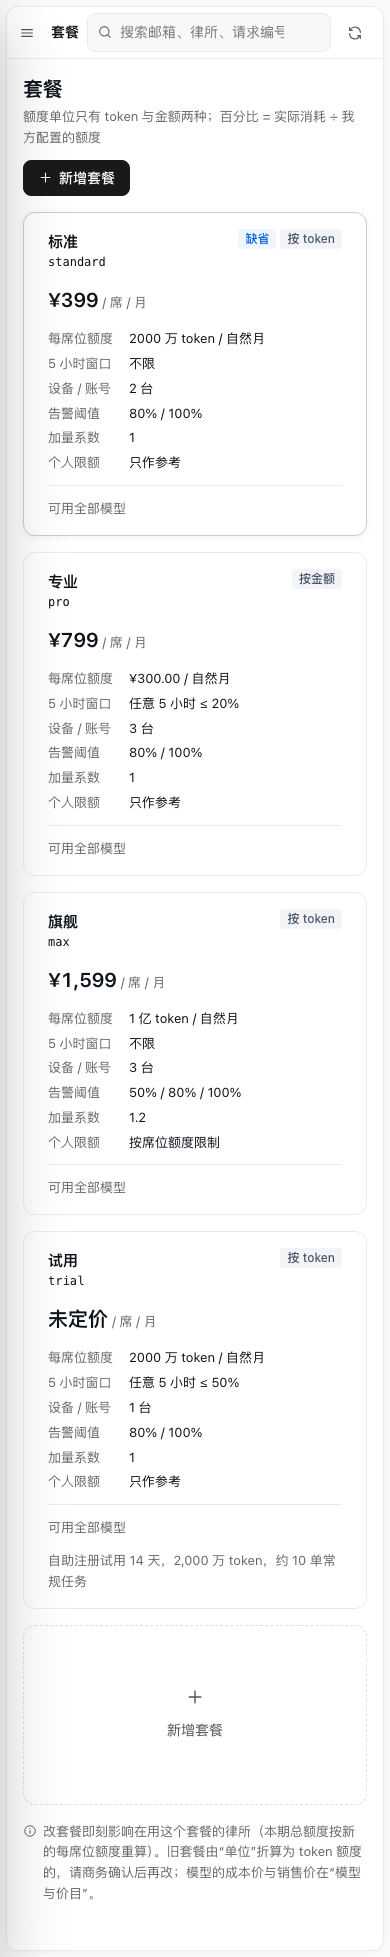 套餐
搜索邮箱、律所、请求编号
套餐
额度单位只有 token 与金额两种；百分比 = 实际消耗 ÷ 我
方配置的额度
+ 新增套餐
标准 缺省 按 token
standard
¥399 / 席 / 月
每席位额度 2000 万 token / 自然月
5 小时窗口 不限
设备 / 账号 2 台
告警阈值 80% / 100%
加量系数 1
个人限额 只作参考
可用全部模型
专业 按金额
pro
¥799 / 席 / 月
每席位额度 ¥300.00 / 自然月
5 小时窗口 任意 5 小时 ≤ 20%
设备 / 账号 3 台
告警阈值 80% / 100%
加量系数 1
个人限额 只作参考
可用全部模型
旗舰 按 token
max
¥1,599 / 席 / 月
每席位额度 1 亿 token / 自然月
5 小时窗口 不限
设备 / 账号 3 台
告警阈值 50% / 80% / 100%
加量系数 1.2
个人限额 按席位额度限制
可用全部模型
试用 按 token
trial
未定价 / 席 / 月
每席位额度 2000 万 token / 自然月
5 小时窗口 任意 5 小时 ≤ 50%
设备 / 账号 1 台
告警阈值 80% / 100%
加量系数 1
个人限额 只作参考
可用全部模型
自助注册试用 14 天，2,000 万 token，约 10 单常
规任务
+
新增套餐
改套餐即刻影响在用这个套餐的律所（本期总额度按新
的每席位额度重算）。旧套餐由“单位”折算为 token 额度
的，请商务确认后再改；模型的成本价与销售价在“模型
与价目”。